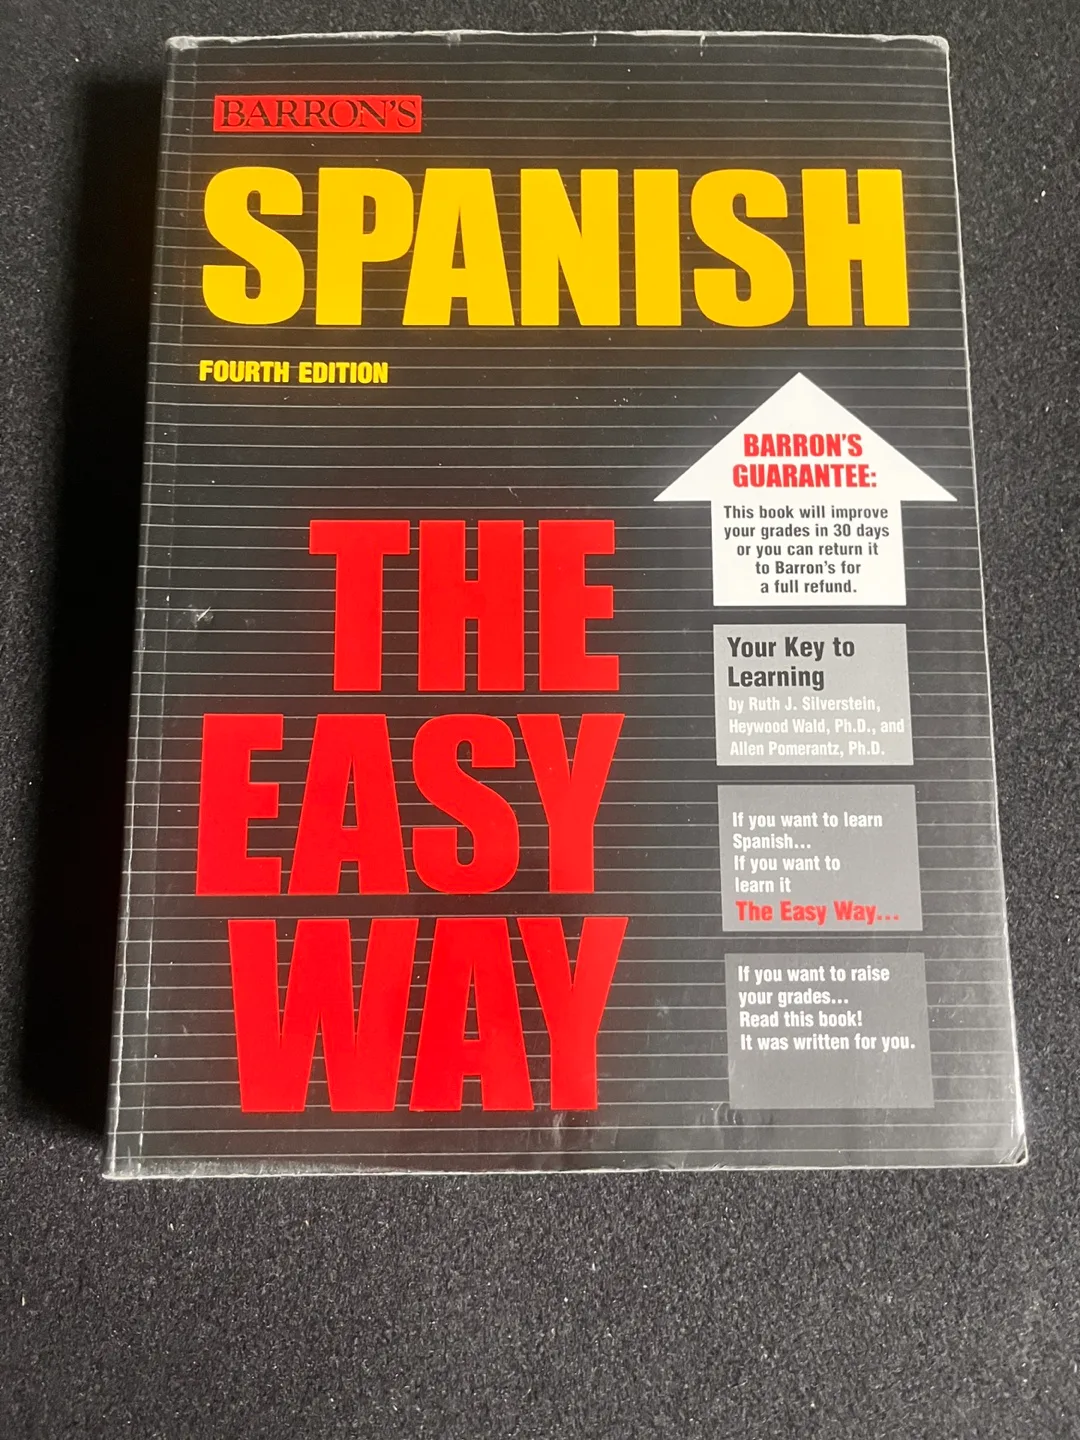 BARRON'S
SPANISH
FOURTH EDITION
BARRON'S
GUARANTEE:
This book will improve
your grades in 30 days
or you can return it
to Barron's for
a full refund.
THE
EASY
WAY
Your Key to
Learning
by Ruth J. Silverstein,
Heywood Wald, Ph.D., and
Allen Pomerantz, Ph.D.
If you want to learn
Spanish...
If you want to
learn it
The Easy Way...
If you want to raise
your grades...
Read this book!
It was written for you.